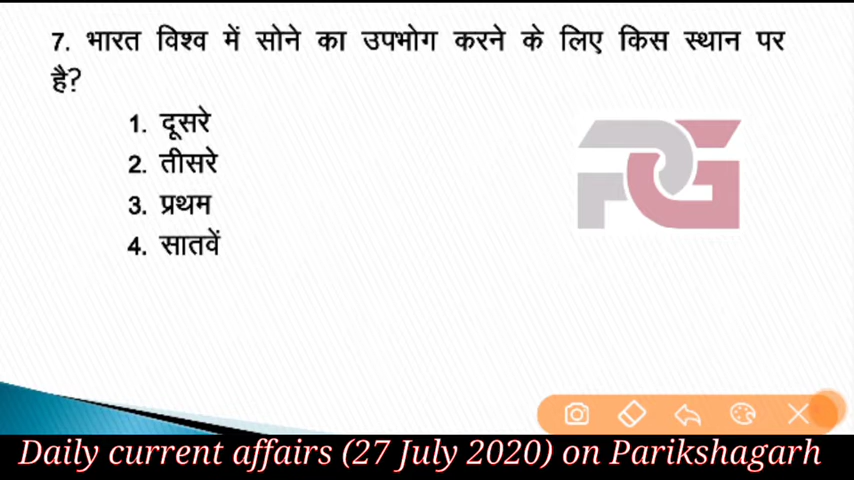 7. भारत विश्व में सोने का उपभोग करने के लिए किस स्थान पर
है?
1. दूसरे
2. तीसरे
3. प्रथम
4. सातवें
PG
Daily current affairs (27 July 2020) on Parikshagarh